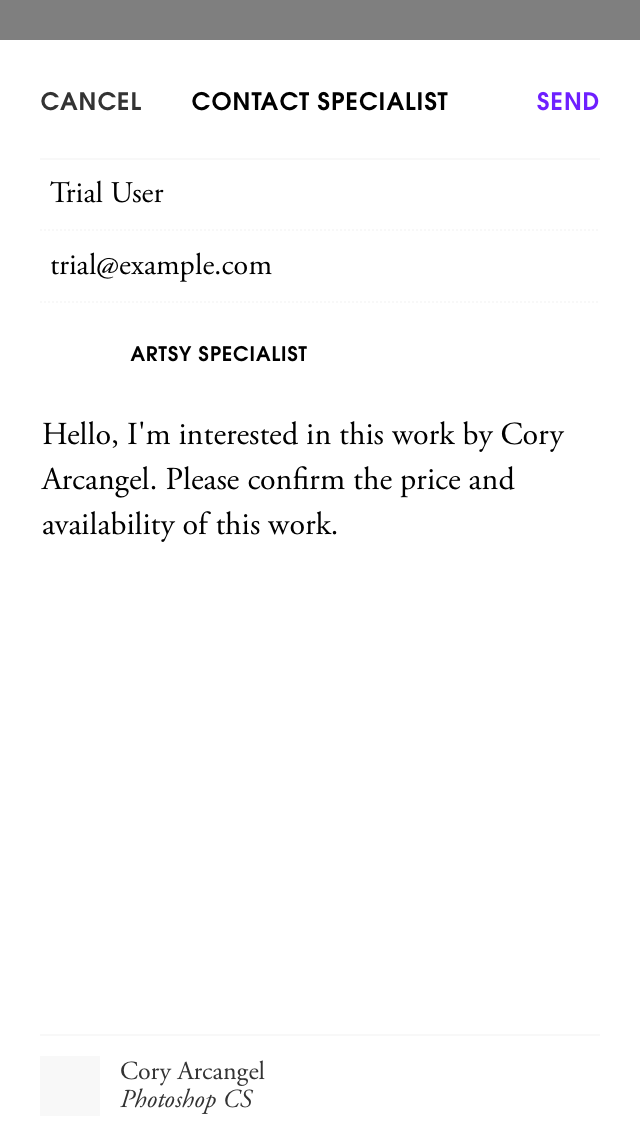 CANCEL CONTACT SPECIALIST SEND
Trial User
trial@example.com
ARTSY SPECIALIST
Hello, I'm interested in this work by Cory
Arcangel. Please confirm the price and
availability of this work.
Cory Arcangel
Photoshop CS